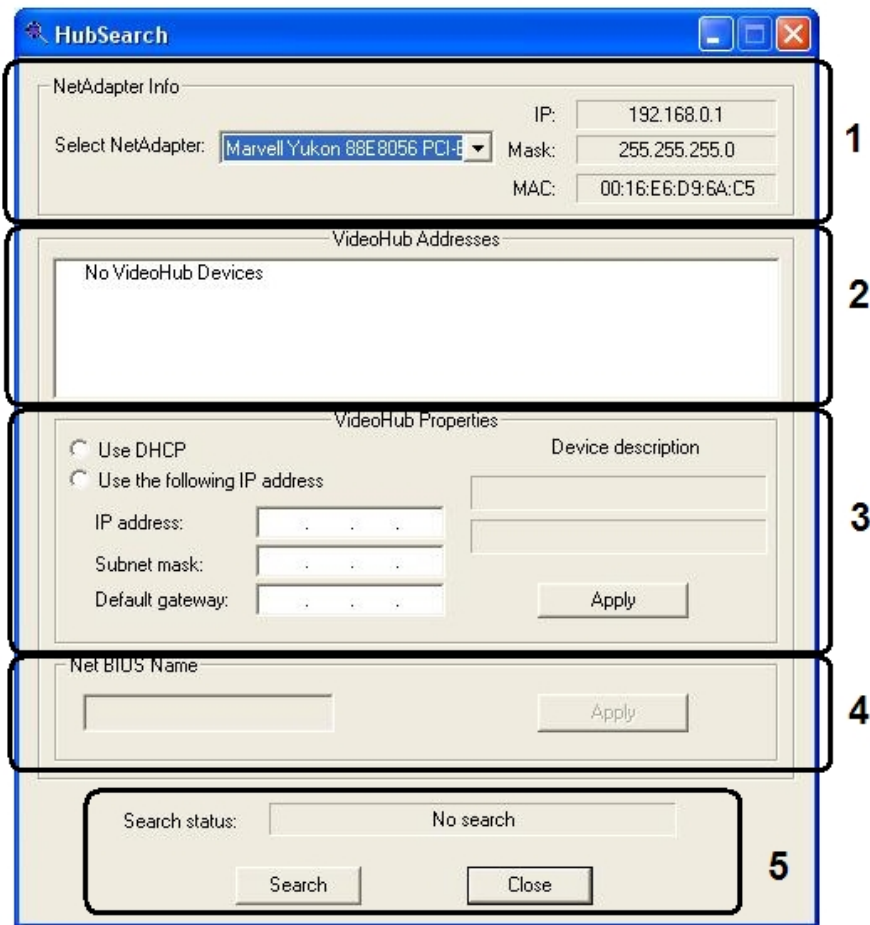 HubSearch
NetAdapter Info
IP: 192.168.0.1
Select NetAdapter: Marvell Yukon 88E8056 PCI-E Mask: 255.255.255.0
MAC: 00:16:E6:D9:6A:C5
1
VideoHub Addresses
No VideoHub Devices
2
VideoHub Properties
Use DHCP Device description
Use the following IP address
IP address: . . .
3
Subnet mask: . . .
Default gateway: . . . Apply
Net BIOS Name
Apply
4
Search status: No search
5
Search Close